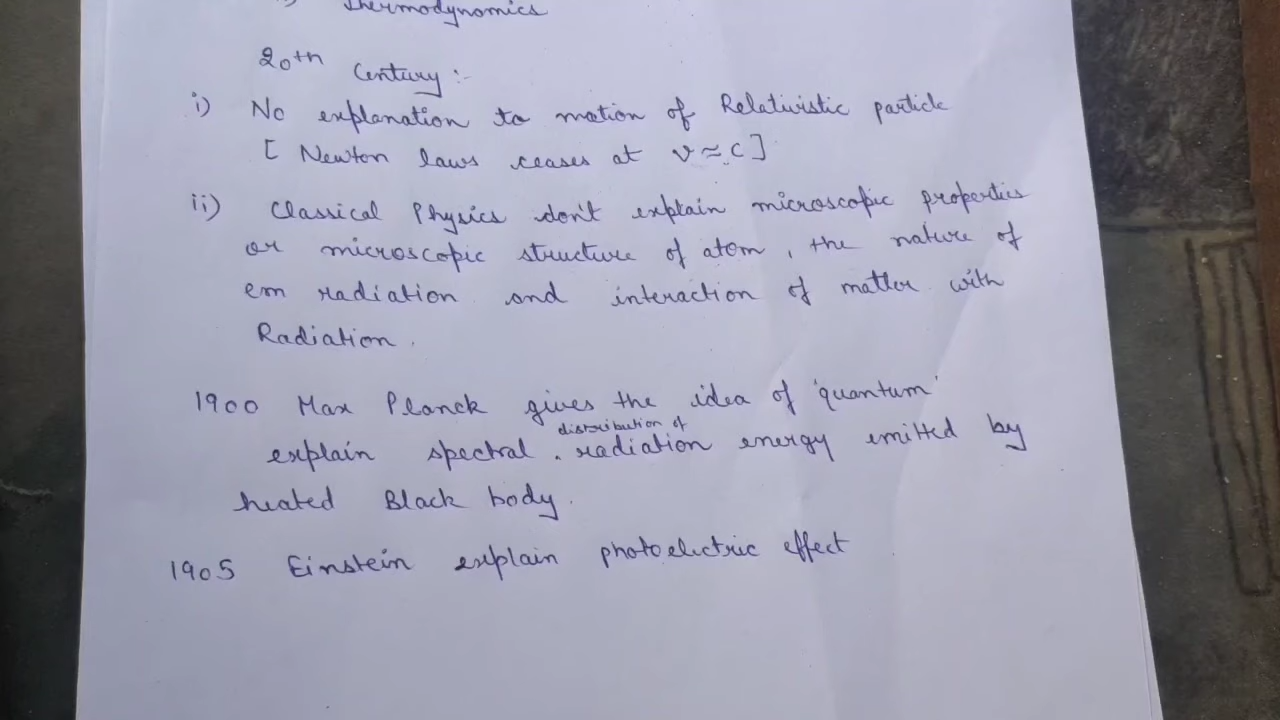 Thermodynamics
20th Century :-
i) No explanation to motion of Relativistic particle
[ Newton laws ceases at v ≈ c ]
ii) Classical Physics don't explain microscopic properties
or microscopic structure of atom, the nature of
em radiation and interaction of matter with
Radiation.
1900 Max Planck gives the idea of 'quantum'
distribution of
explain spectral . radiation energy emitted by
heated Black body.
1905 Einstein explain photoelectric effect